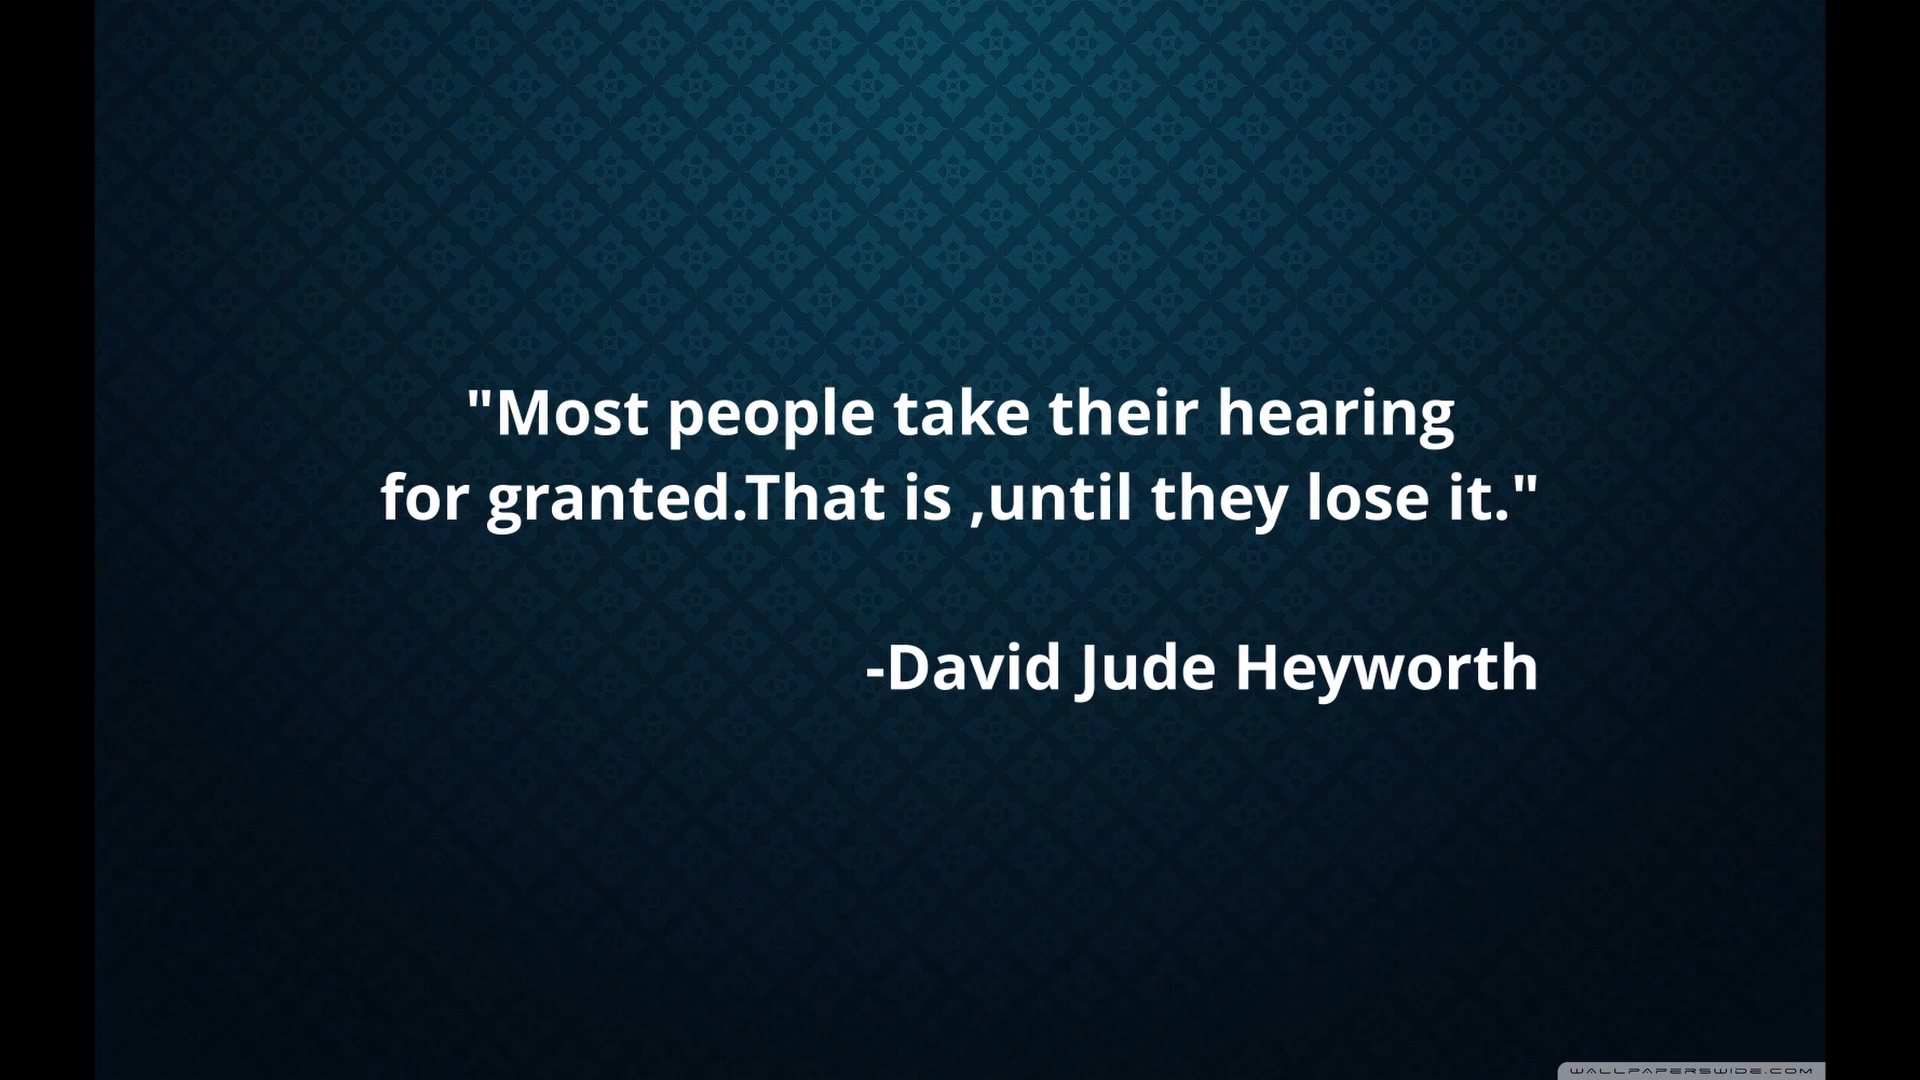 "Most people take their hearing
for granted.That is ,until they lose it."
-David Jude Heyworth
WALLPAPERSWIDE.COM